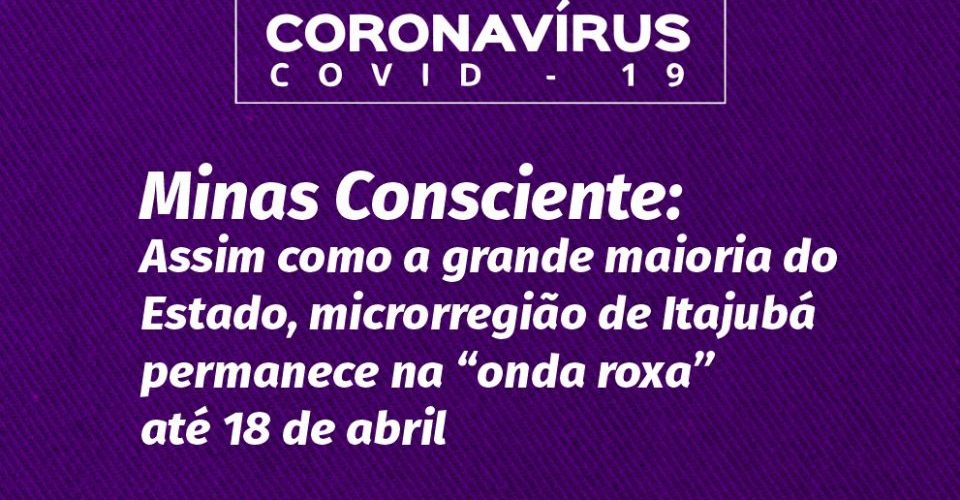 CORONAVÍRUS
COVID - 19
Minas Consciente:
Assim como a grande maioria do
Estado, microrregião de Itajubá
permanece na “onda roxa”
até 18 de abril